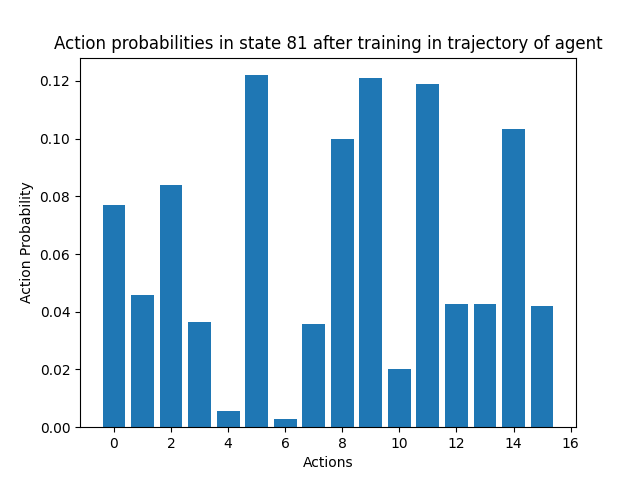 Action probabilities in state 81 after training in trajectory of agent
0.12
0.10
0.08
0.06
0.04
0.02
0.00
Action Probability
0 2 4 6 8 10 12 14 16
Actions